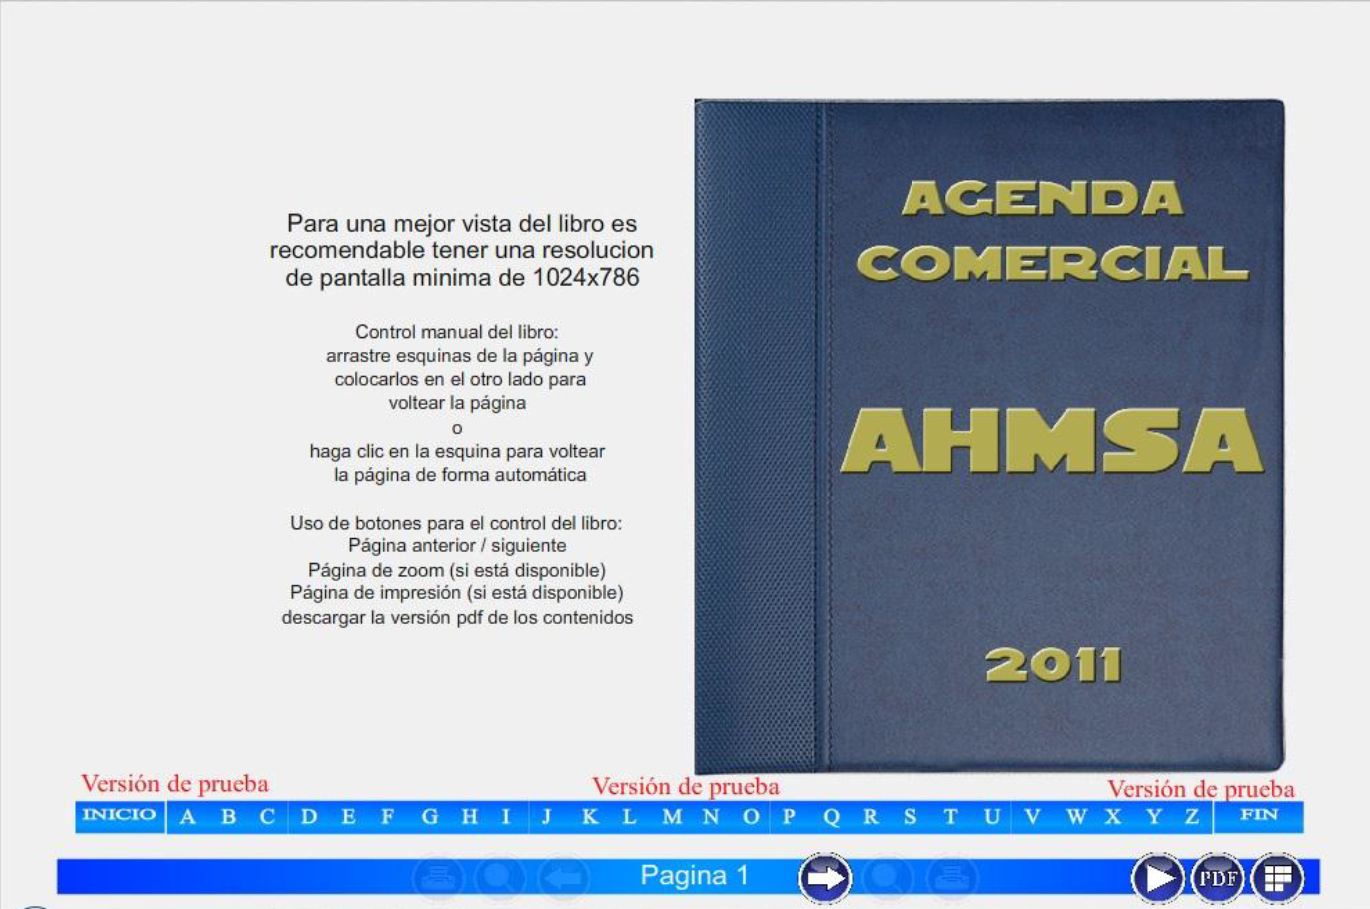 Para una mejor vista del libro es
recomendable tener una resolucion
de pantalla minima de 1024x786
Control manual del libro:
arrastre esquinas de la página y
colocarlos en el otro lado para
voltear la página
o
haga clic en la esquina para voltear
la página de forma automática
Uso de botones para el control del libro:
Página anterior / siguiente
Página de zoom (si está disponible)
Página de impresión (si está disponible)
descargar la versión pdf de los contenidos
AGENDA
COMERCIAL
AHMSA
2011
Versión de prueba
Versión de prueba
Versión de prueba
INICIO A B C D E F G H I J K L M N O P Q R S T U V W X Y Z FIN
Pagina 1
PDF